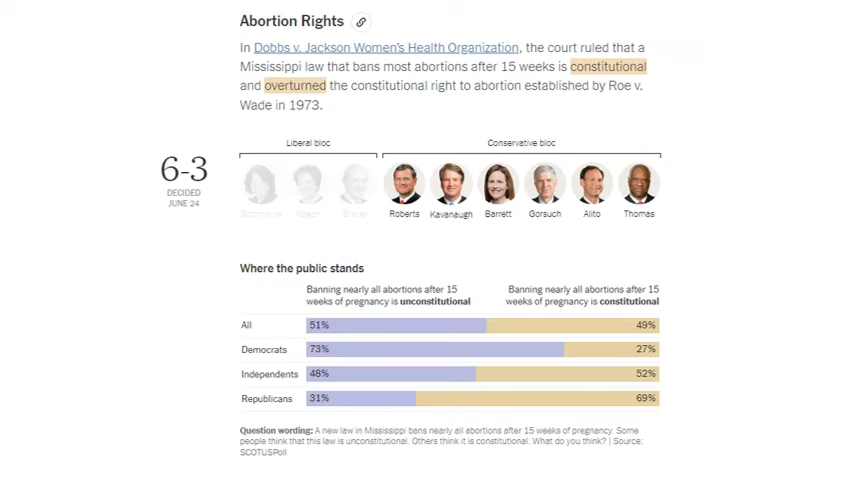 Abortion Rights
In Dobbs v. Jackson Women's Health Organization, the court ruled that a
Mississippi law that bans most abortions after 15 weeks is constitutional
and overturned the constitutional right to abortion established by Roe v.
Wade in 1973.
Liberal bloc
Conservative bloc
6-3
DECIDED
JUNE 24
Sotomayor Kagan Breyer Roberts Kavanaugh Barrett Gorsuch Alito Thomas
Where the public stands
Banning nearly all abortions after 15
weeks of pregnancy is unconstitutional
Banning nearly all abortions after 15
weeks of pregnancy is constitutional
All 51% 49%
Democrats 73% 27%
Independents 48% 52%
Republicans 31% 69%
Question wording: A new law in Mississippi bans nearly all abortions after 15 weeks of pregnancy. Some
people think that this law is unconstitutional. Others think it is constitutional. What do you think? | Source:
SCOTUSPoll